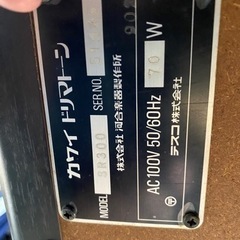 カワイ ドリマトーン
MODEL SR300 SERIAL.NO.
株式会社 河合楽器製作所
AC100V 50/60Hz 70 W
テスコ株式会社